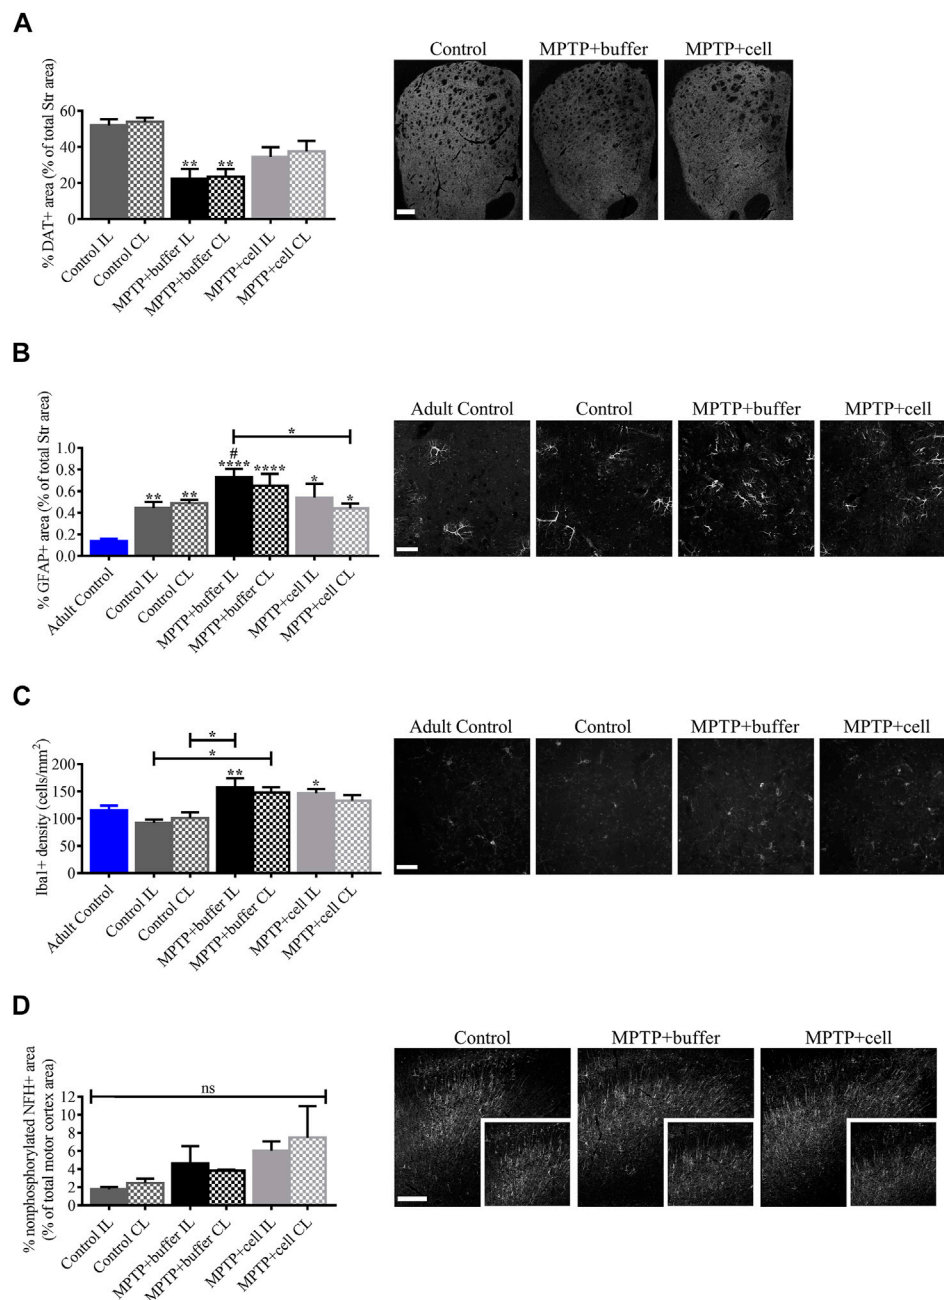 A
Control MPTP+buffer MPTP+cell
% DAT+ area (% of total Str area)
60
40
20
0
** **
Control IL
Control CL
MPTP+buffer IL
MPTP+buffer CL
MPTP+cell IL
MPTP+cell CL
B
Adult Control Control MPTP+buffer MPTP+cell
% GFAP+ area (% of total Str area)
1.0
0.8
0.6
0.4
0.2
0.0
*
#
** ** **** **** * *
Adult Control
Control IL
Control CL
MPTP+buffer IL
MPTP+buffer CL
MPTP+cell IL
MPTP+cell CL
C
Adult Control Control MPTP+buffer MPTP+cell
Iba1+ density (cells/mm²)
200
150
100
50
0
*
*
** *
Adult Control
Control IL
Control CL
MPTP+buffer IL
MPTP+buffer CL
MPTP+cell IL
MPTP+cell CL
D
Control MPTP+buffer MPTP+cell
% nonphosphorylated NFH+ area
(% of total motor cortex area)
12
10
8
6
4
2
0
ns
Control IL
Control CL
MPTP+buffer IL
MPTP+buffer CL
MPTP+cell IL
MPTP+cell CL